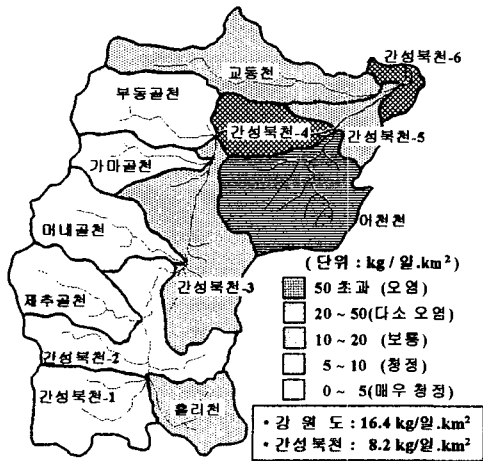 간성북천-6
교동천
부동골천
간성북천-4
간성북천-5
가마골천
어천천
머네골천
(단위 : kg / 일.km²)
간성북천-3
50 초과 (오염)
제추골천
20 ~ 50(다소 오염)
10 ~ 20 (보통)
간성북천-2
5 ~ 10 (청정)
간성북천-1
0 ~ 5(매우 청정)
흘리천
• 강 원 도 : 16.4 kg/일.km²
• 간성북천 : 8.2 kg/일.km²